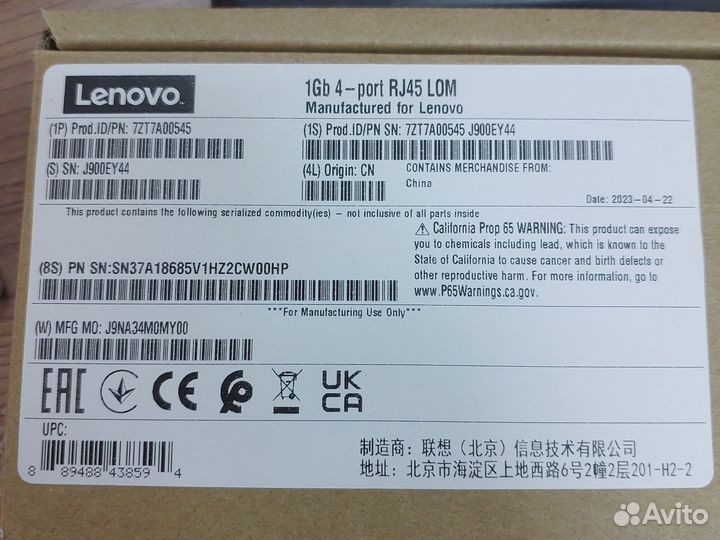 Lenovo
1Gb 4-port RJ45 LOM
Manufactured for Lenovo
(1P) Prod.ID/PN: 7ZT7A00545
(1S) Prod.ID/PN SN: 7ZT7A00545 J900EY44
(S) SN: J900EY44
(4L) Origin: CN
CONTAINS MERCHANDISE FROM:
China
Date: 2023-04-22
This product contains the following serialized commodity(ies) - not inclusive of all parts inside
⚠ California Prop 65 WARNING: This product can expose
you to chemicals including lead, which is known to the
State of California to cause cancer and birth defects or
other reproductive harm. For more information, go to
www.P65Warnings.ca.gov.
(8S) PN SN:SN37A18685V1HZ2CW00HP
***For Manufacturing Use Only***
(W) MFG MO: J9NA34M0MY00
EAC
CE
UK
CA
UPC:
8 89488 43859 4
制造商: 联想 (北京) 信息技术有限公司
地址: 北京市海淀区上地西路6号2幢2层201-H2-2
Avito